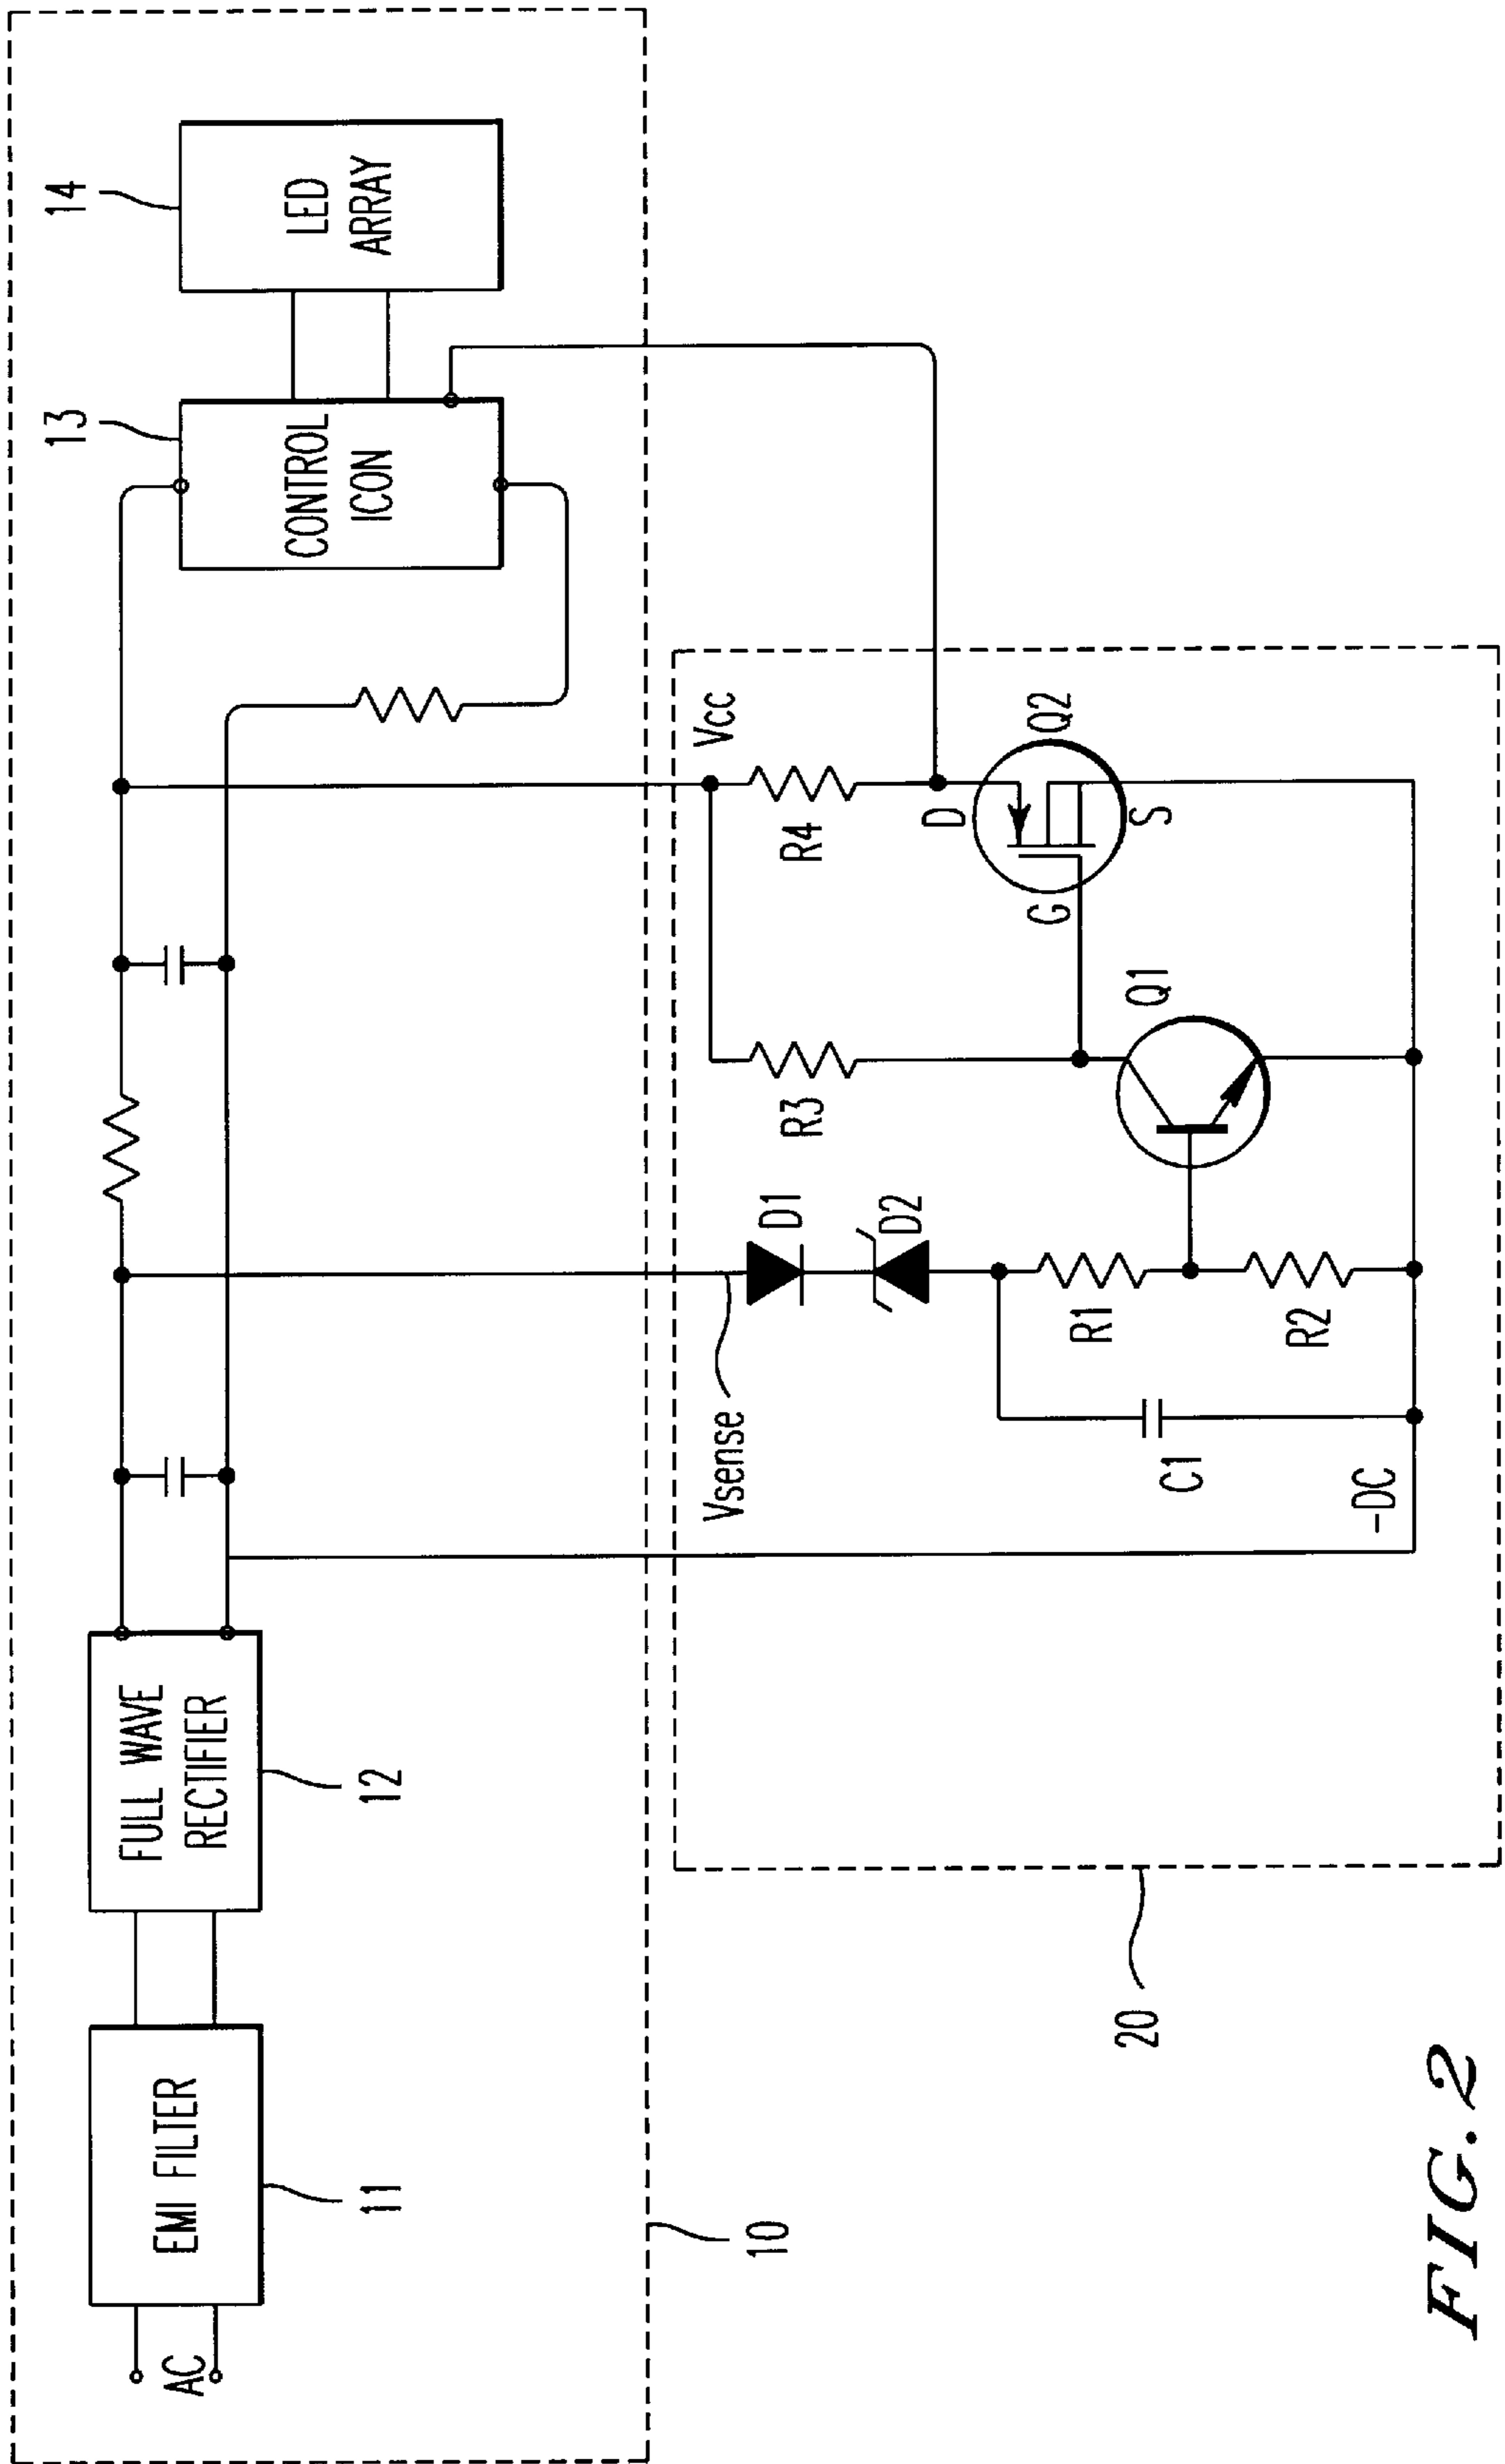 AC
EMI FILTER
11
FULL WAVE
RECTIFIER
12
CONTROL
ICON
13
LED
ARRAY
14
10
Vsense
Vcc
D1
D2
R1
R2
C1
-DC
R3
Q1
R4
D
G
S
Q2
20
FIG. 2